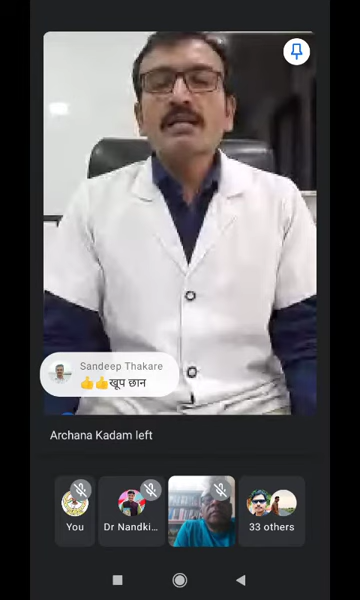 Sandeep Thakare
👍👍खूप छान
Archana Kadam left
You
Dr Nandki...
33 others